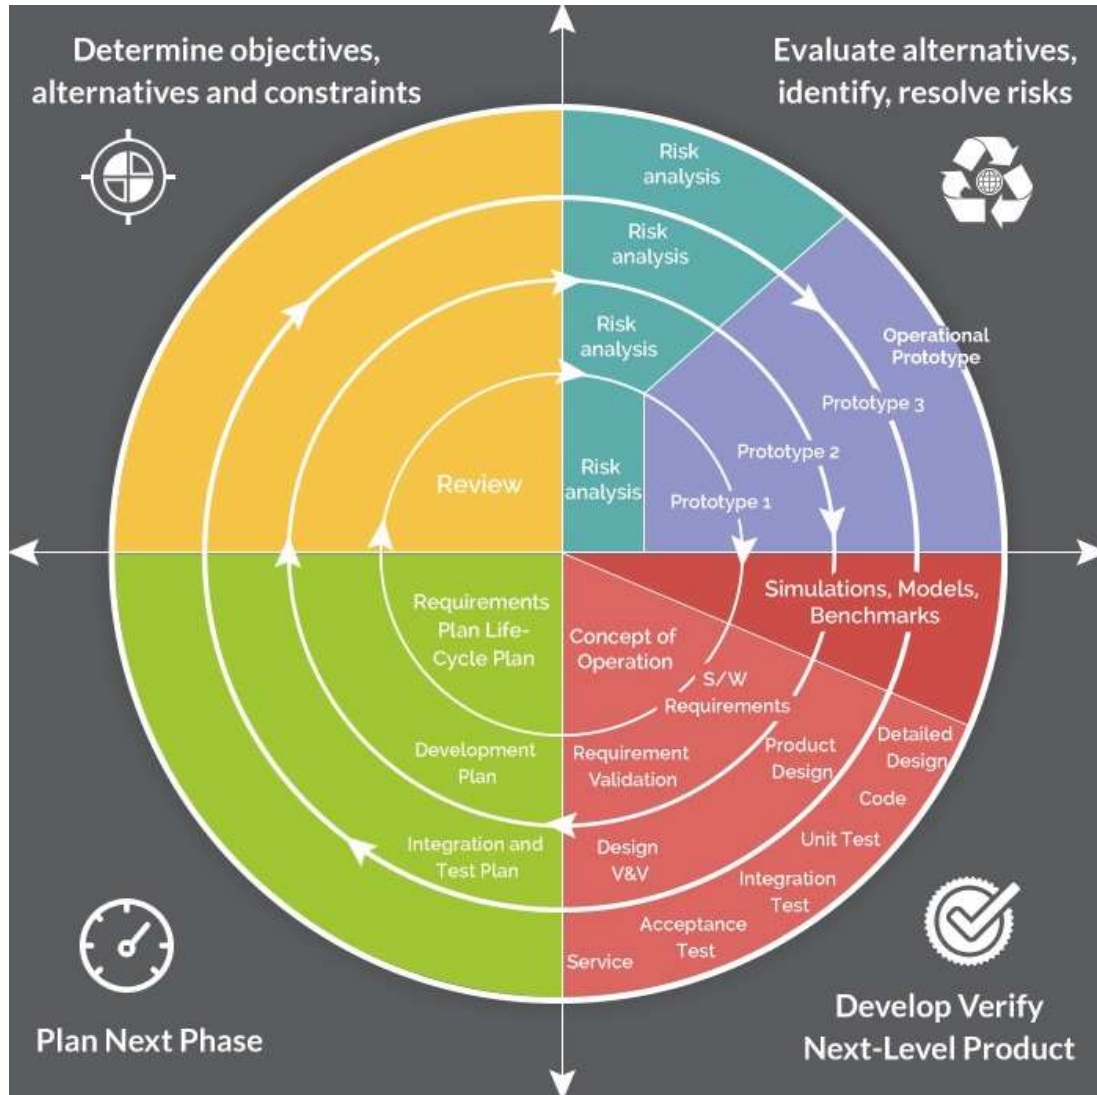 Determine objectives,
alternatives and constraints
Evaluate alternatives,
identify, resolve risks
Risk
analysis
Risk
analysis
Risk
analysis
Risk
analysis
Operational
Prototype
Prototype 3
Prototype 2
Prototype 1
Review
Requirements
Plan Life-
Cycle Plan
Development
Plan
Integration and
Test Plan
Simulations, Models,
Benchmarks
Concept of
Operation
S/W
Requirements
Requirement
Validation
Product
Design
Detailed
Design
Code
Unit Test
Design
V&V
Integration
Test
Acceptance
Test
Service
Plan Next Phase
Develop Verify
Next-Level Product